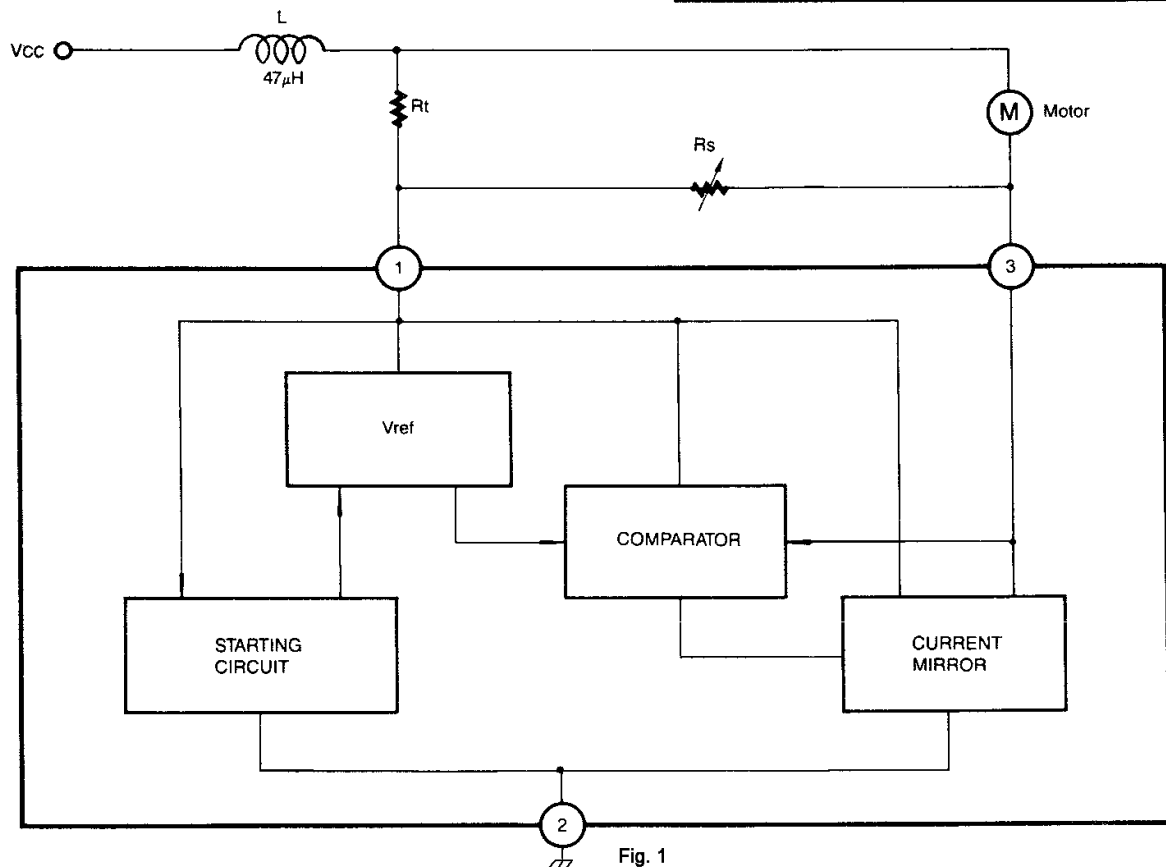 L
Vcc
47μH
Rt
M
Motor
Rs
1
3
Vref
COMPARATOR
STARTING
CIRCUIT
CURRENT
MIRROR
2
Fig. 1